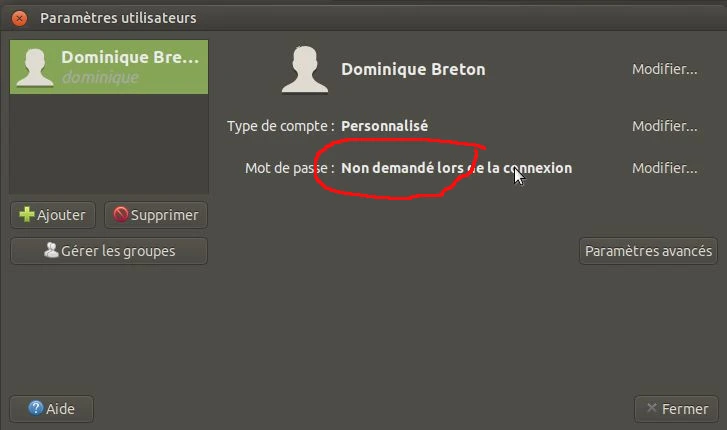 Paramètres utilisateurs
Dominique Bre...
dominique
Dominique Breton
Modifier...
Type de compte : Personnalisé
Modifier...
Mot de passe : Non demandé lors de la connexion
Modifier...
Ajouter
Supprimer
Gérer les groupes
Paramètres avancés
Aide
Fermer